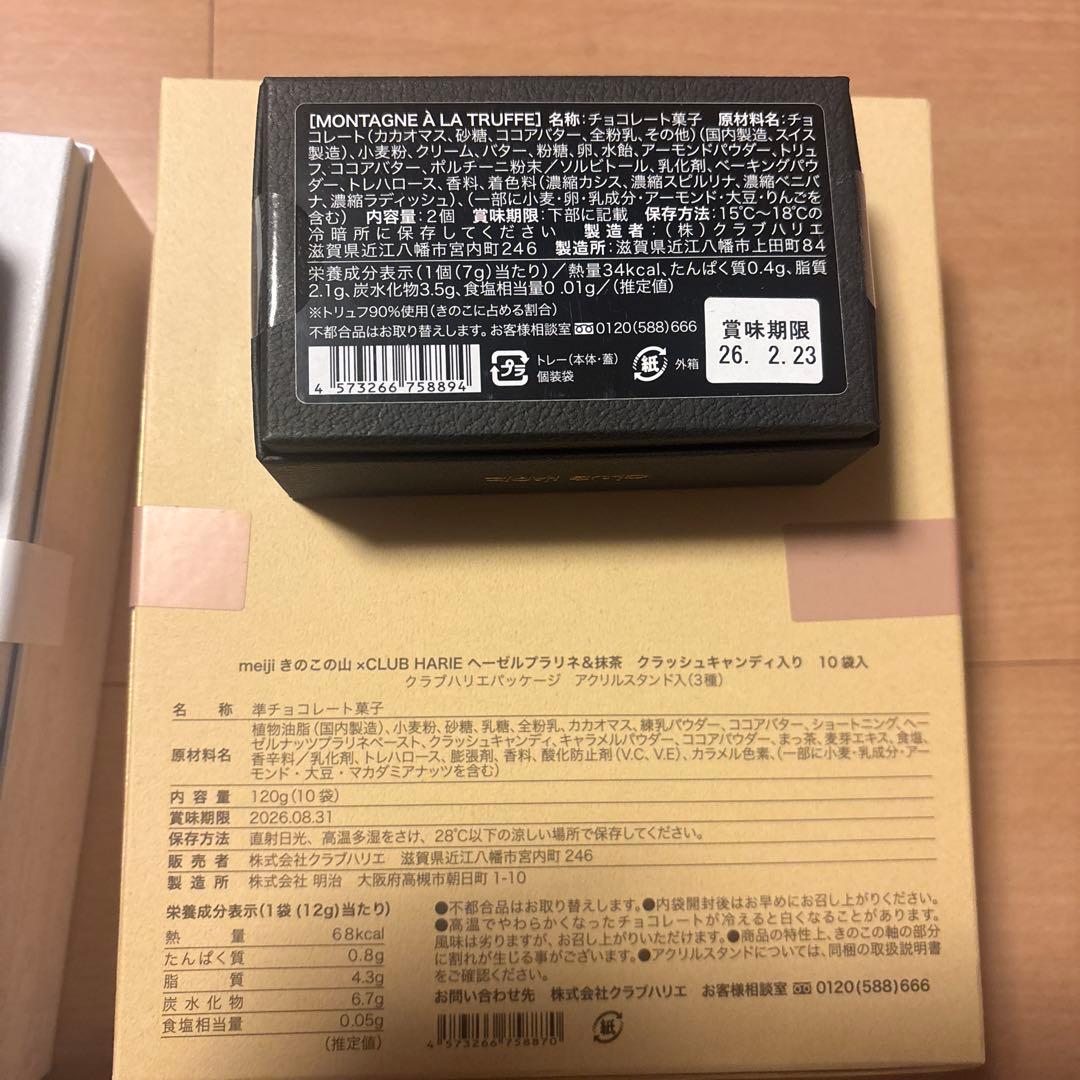 [MONTAGNE À LA TRUFFE] 名称:チョコレート菓子 原材料名:チョ
コレート(カカオマス、砂糖、ココアバター、全粉乳、その他)(国内製造、スイス
製造)、小麦粉、クリーム、バター、粉糖、卵、水飴、アーモンドパウダー、トリュ
フ、ココアバター、ポルチーニ粉末/ソルビトール、乳化剤、ベーキングパウ
ダー、トレハロース、香料、着色料(濃縮カシス、濃縮スピルリナ、濃縮ベニバ
ナ、濃縮ラディッシュ)、(一部に小麦・卵・乳成分・アーモンド・大豆・りんごを
含む) 内容量:2個 賞味期限:下部に記載 保存方法:15℃〜18℃の
冷暗所に保存してください 製造者:(株)クラブハリエ
滋賀県近江八幡市宮内町246 製造所:滋賀県近江八幡市上田町84
栄養成分表示(1個(7g)当たり)/熱量34kcal、たんぱく質0.4g、脂質
2.1g、炭水化物3.5g、食塩相当量0.01g/(推定値)
※トリュフ90%使用(きのこに占める割合)
不都合品はお取り替えします。お客様相談室 0120(588)666
賞味期限
26. 2.23
4 573266 758894
プラ
トレー(本体・蓋)
個装袋
紙
外箱
CLUB HARIE
meiji きのこの山 ×CLUB HARIE ヘーゼルプラリネ&抹茶 クラッシュキャンディ入り 10袋入
クラブハリエパッケージ アクリルスタンド入(3種)
名称 準チョコレート菓子
原材料名 植物油脂(国内製造)、小麦粉、砂糖、乳糖、全粉乳、カカオマス、練乳パウダー、ココアバター、ショートニング、ヘー
ゼルナッツプラリネペースト、クラッシュキャンディ、キャラメルパウダー、ココアパウダー、まっ茶、麦芽エキス、食塩、
香辛料/乳化剤、トレハロース、膨張剤、香料、酸化防止剤(V.C、V.E)、カラメル色素、(一部に小麦・乳成分・アー
モンド・大豆・マカダミアナッツを含む)
内容量 120g(10袋)
賞味期限 2026.08.31
保存方法 直射日光、高温多湿をさけ、28℃以下の涼しい場所で保存してください。
販売者 株式会社クラブハリエ 滋賀県近江八幡市宮内町246
製造所 株式会社 明治 大阪府高槻市朝日町1-10
栄養成分表示(1袋(12g)当たり)
熱量 68kcal
たんぱく質 0.8g
脂質 4.3g
炭水化物 6.7g
食塩相当量 0.05g
(推定値)
●不都合品はお取り替えします。●内袋開封後はお早めにお召し上がりください。
●高温でやわらかくなったチョコレートが冷えると白くなることがあります。
風味は劣りますが、お召し上がりいただけます。●商品の特性上、きのこの軸の部分
に割れが生じる事がございます。●アクリルスタンドについては、同梱の取扱説明書
をご確認ください。
お問い合わせ先 株式会社クラブハリエ お客様相談室 0120(588)666
4 573266 758870
紙